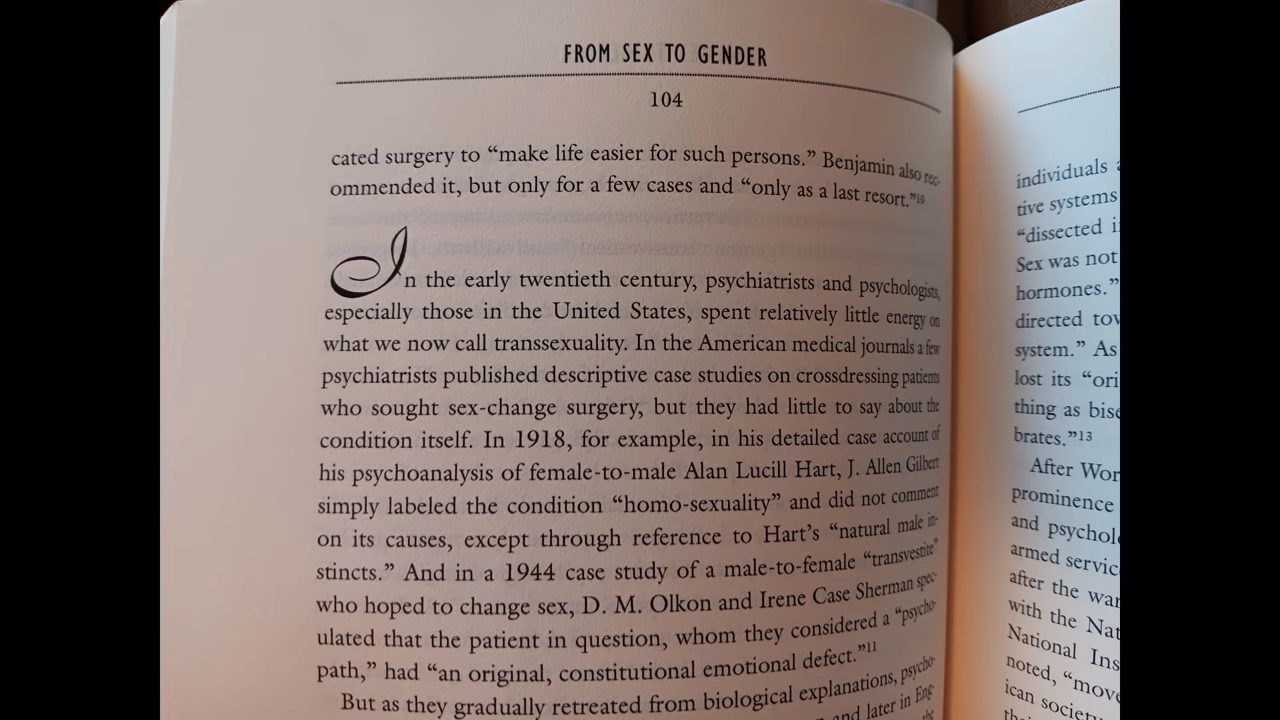 FROM SEX TO GENDER
104
cated surgery to “make life easier for such persons.” Benjamin also rec-
ommended it, but only for a few cases and “only as a last resort.”10
In the early twentieth century, psychiatrists and psychologists,
especially those in the United States, spent relatively little energy on
what we now call transsexuality. In the American medical journals a few
psychiatrists published descriptive case studies on crossdressing patients
who sought sex-change surgery, but they had little to say about the
condition itself. In 1918, for example, in his detailed case account of
his psychoanalysis of female-to-male Alan Lucill Hart, J. Allen Gilbert
simply labeled the condition “homo-sexuality” and did not comment
on its causes, except through reference to Hart’s “natural male in-
stincts.” And in a 1944 case study of a male-to-female “transvestite”
who hoped to change sex, D. M. Olkon and Irene Case Sherman spec-
ulated that the patient in question, whom they considered a “psycho-
path,” had “an original, constitutional emotional defect.”11
But as they gradually retreated from biological explanations, psycho-
and later in Eng-
the
individuals
tive systems
“dissected
Sex was not
hormones.”
directed
system.” As
lost its “ori
thing as
brates.”13
After
prominence
and
armed
after the war
with the
National
noted, “move
ican